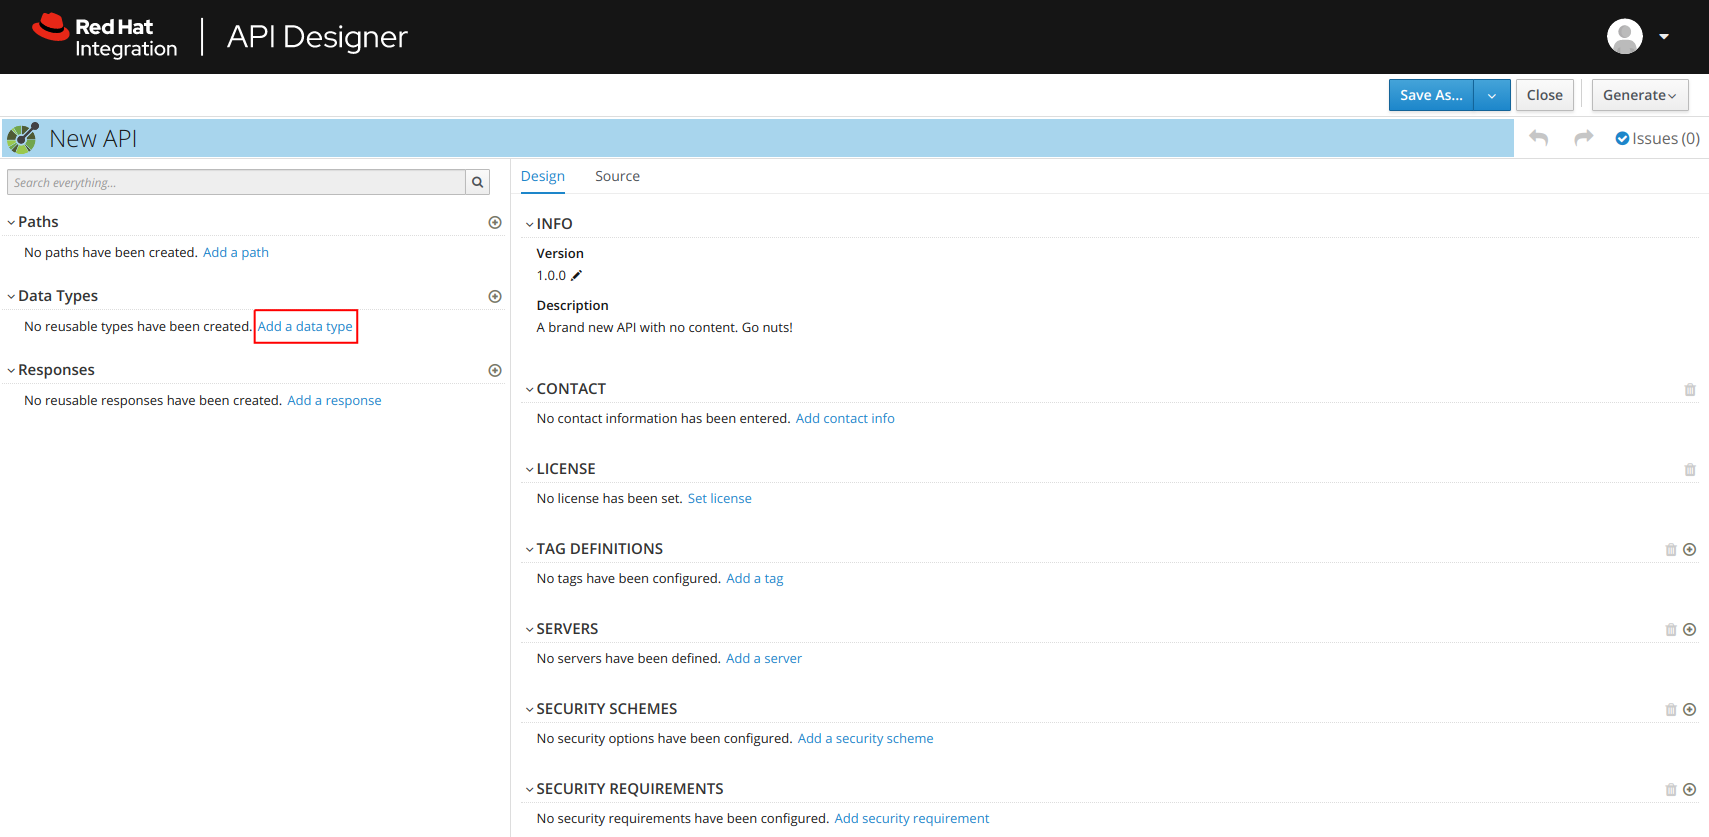 Red Hat
Integration
API Designer
Save As...
Close
Generate
New API
Issues (0)
Search everything...
Design
Source
Paths
No paths have been created. Add a path
Data Types
No reusable types have been created. Add a data type
Responses
No reusable responses have been created. Add a response
INFO
Version
1.0.0
Description
A brand new API with no content. Go nuts!
CONTACT
No contact information has been entered. Add contact info
LICENSE
No license has been set. Set license
TAG DEFINITIONS
No tags have been configured. Add a tag
SERVERS
No servers have been defined. Add a server
SECURITY SCHEMES
No security options have been configured. Add a security scheme
SECURITY REQUIREMENTS
No security requirements have been configured. Add security requirement